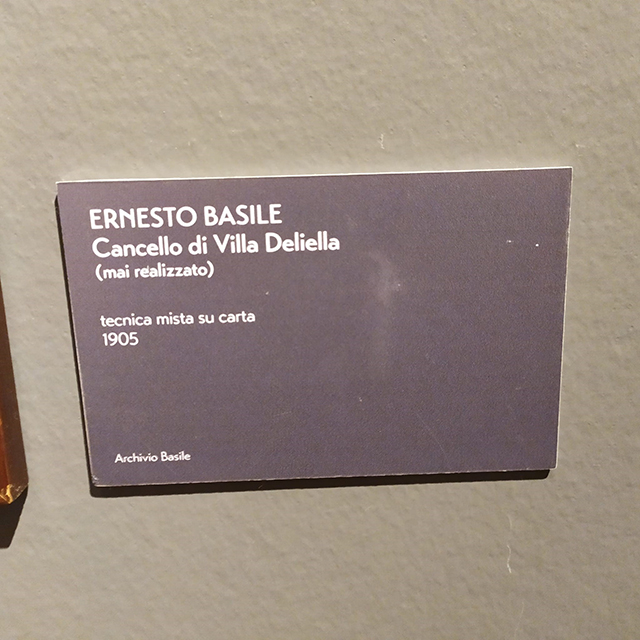 ERNESTO BASILE
Cancello di Villa Deliella
(mai realizzato)
tecnica mista su carta
1905
Archivio Basile